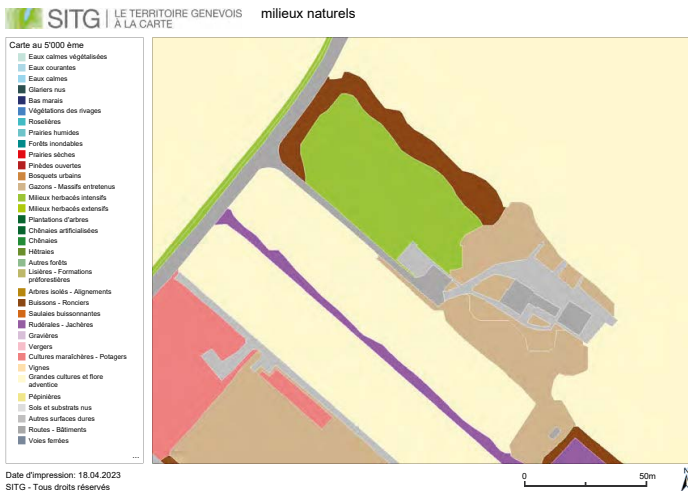 SITG
LE TERRITOIRE GENEVOIS
À LA CARTE
milieux naturels
Carte au 5'000 ème
Eaux calmes végétalisées
Eaux courantes
Eaux calmes
Glariers nus
Bas marais
Végétations des rivages
Roselières
Prairies humides
Forêts inondables
Prairies sèches
Pinèdes ouvertes
Bosquets urbains
Gazons - Massifs entretenus
Milieux herbacés intensifs
Milieux herbacés extensifs
Plantations d'arbres
Chênaies artificialisées
Chênaies
Hêtraies
Autres forêts
Lisières - Formations
préforestières
Arbres isolés - Alignements
Buissons - Ronciers
Saulaies buissonnantes
Rudérales - Jachères
Gravières
Vergers
Cultures maraîchères - Potagers
Vignes
Grandes cultures et flore
adventice
Pépinières
Sols et substrats nus
Autres surfaces dures
Routes - Bâtiments
Voies ferrées
...
Date d'impression: 18.04.2023
SITG - Tous droits réservés
0 50m
N